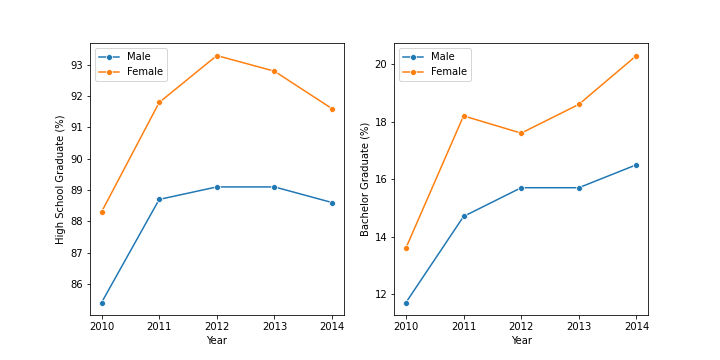 Male
Female
High School Graduate (%)
93
92
91
90
89
88
87
86
2010 2011 2012 2013 2014
Year
Male
Female
Bachelor Graduate (%)
20
18
16
14
12
2010 2011 2012 2013 2014
Year